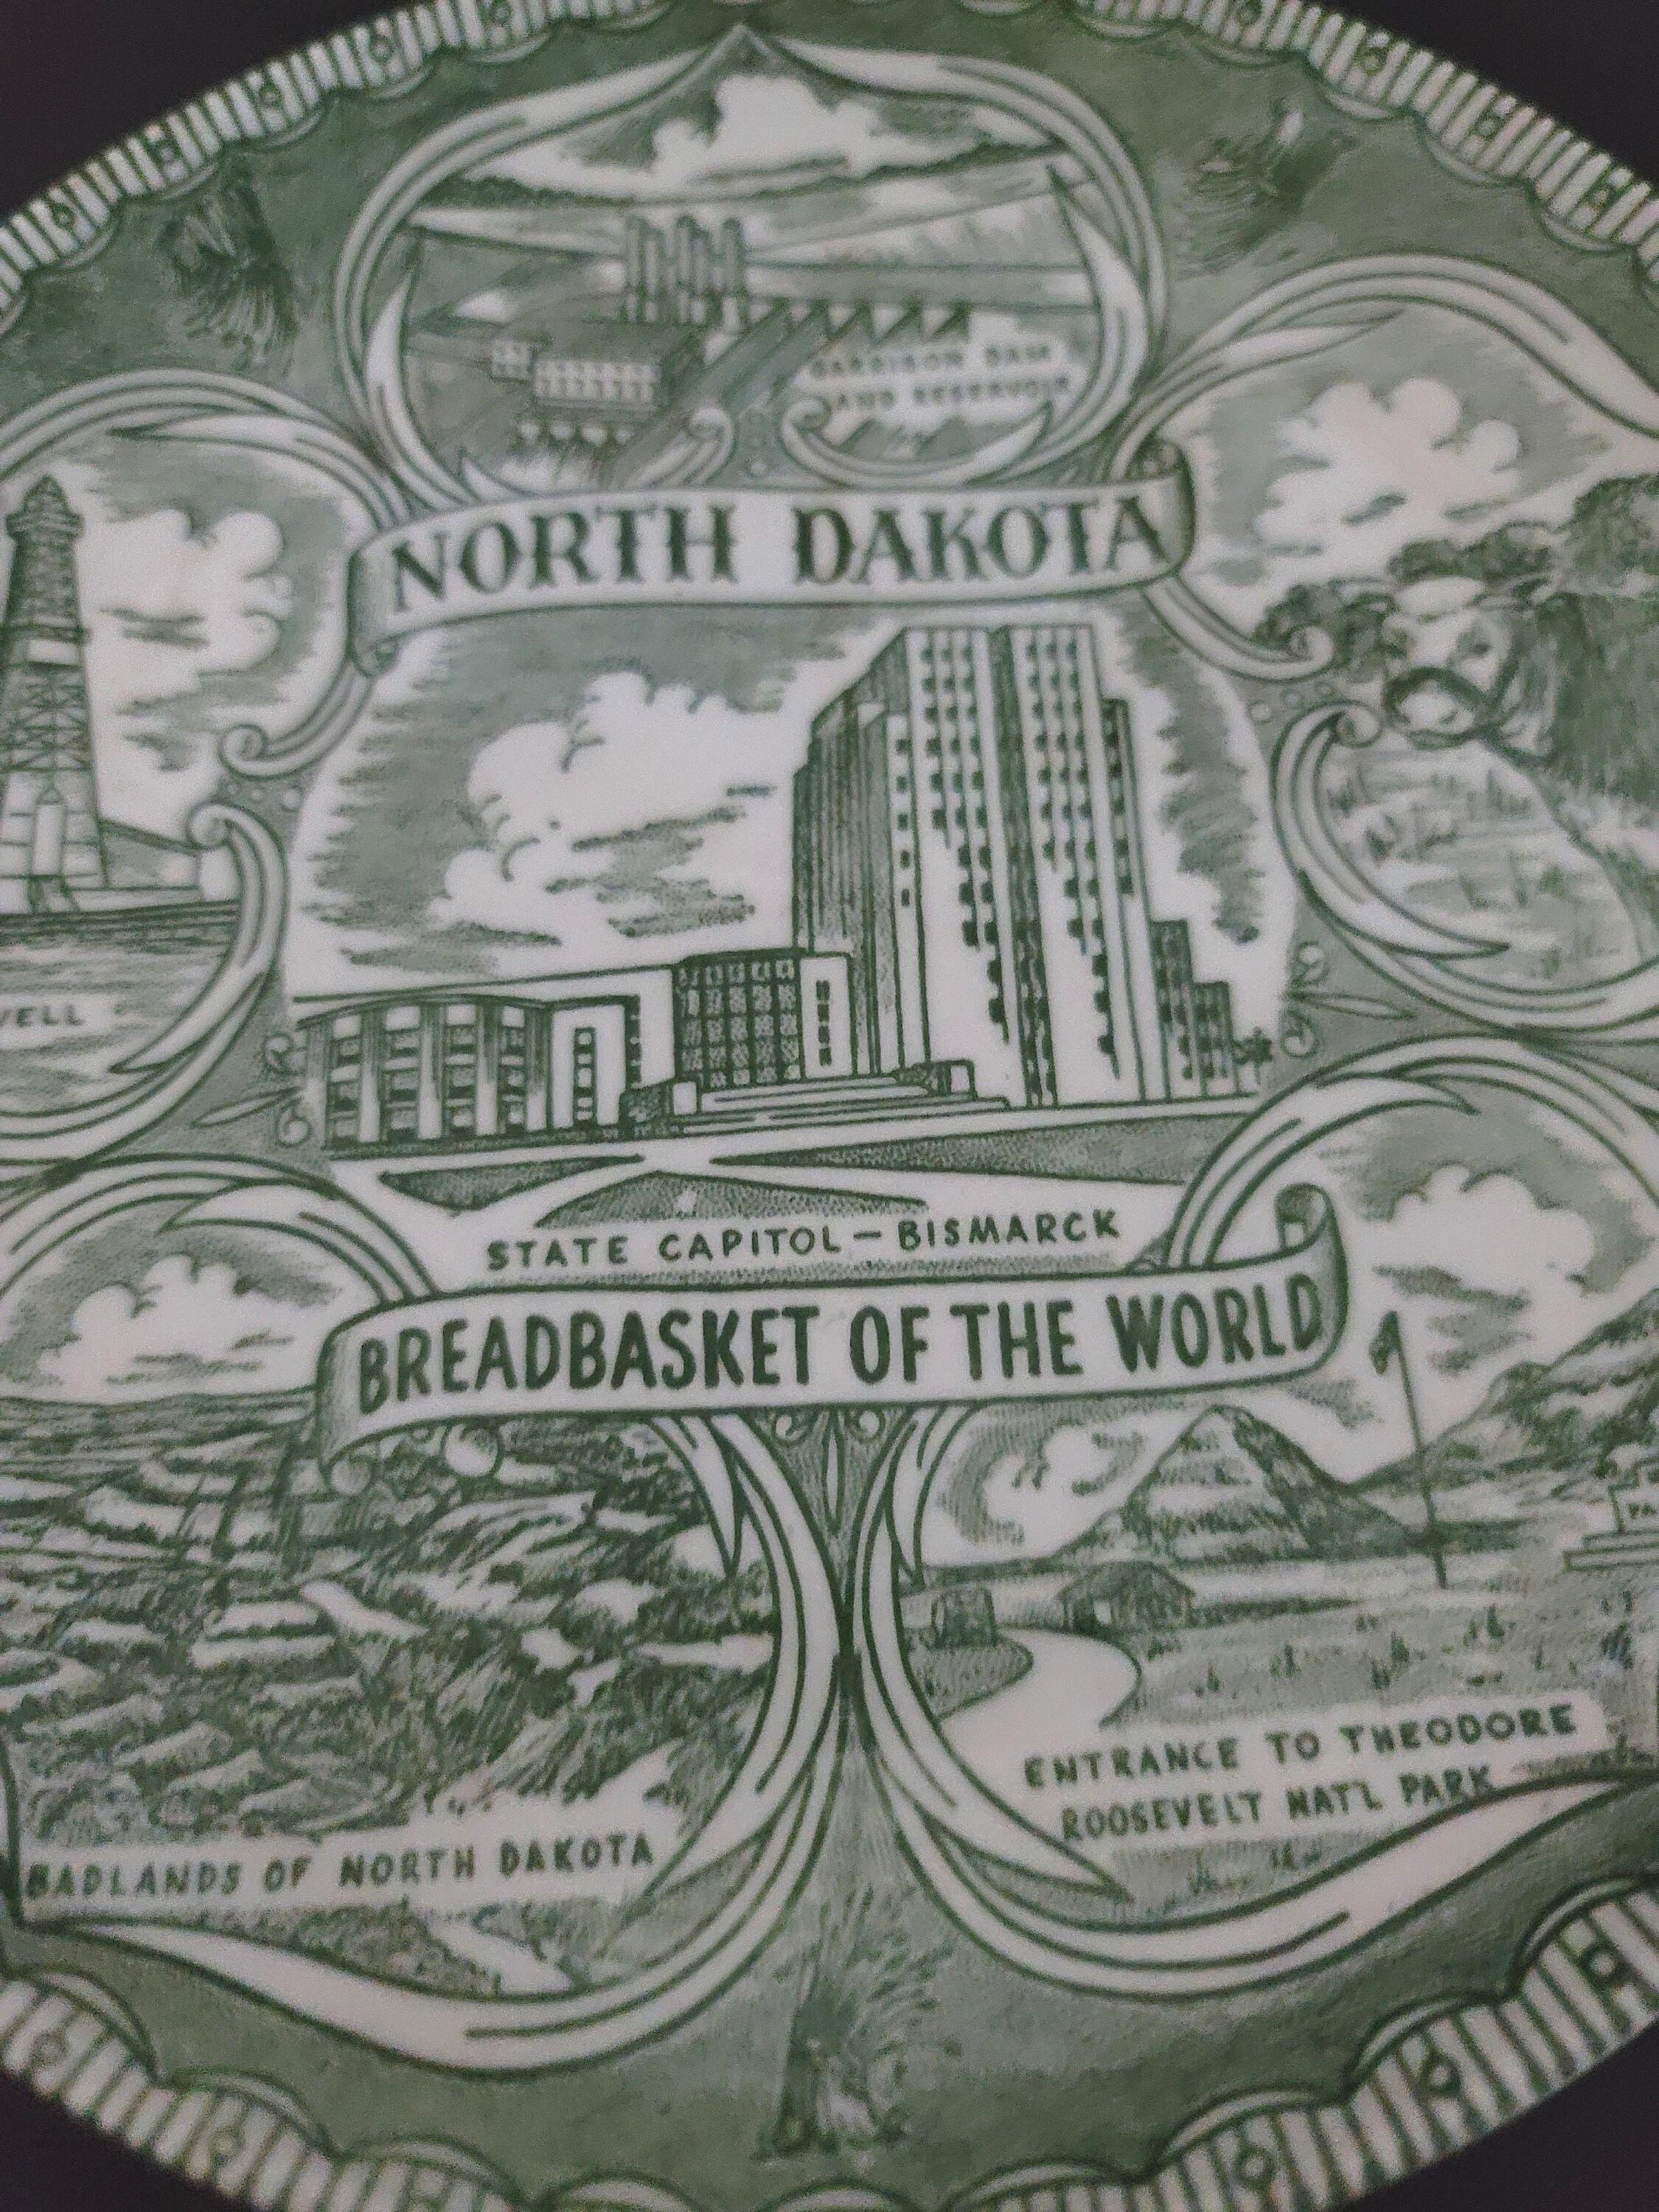 GARRISON DAM
AND RESERVOIR
NORTH DAKOTA
STATE CAPITOL — BISMARCK
BREADBASKET OF THE WORLD
ENTRANCE TO THEODORE
ROOSEVELT NAT'L PARK
BADLANDS OF NORTH DAKOTA